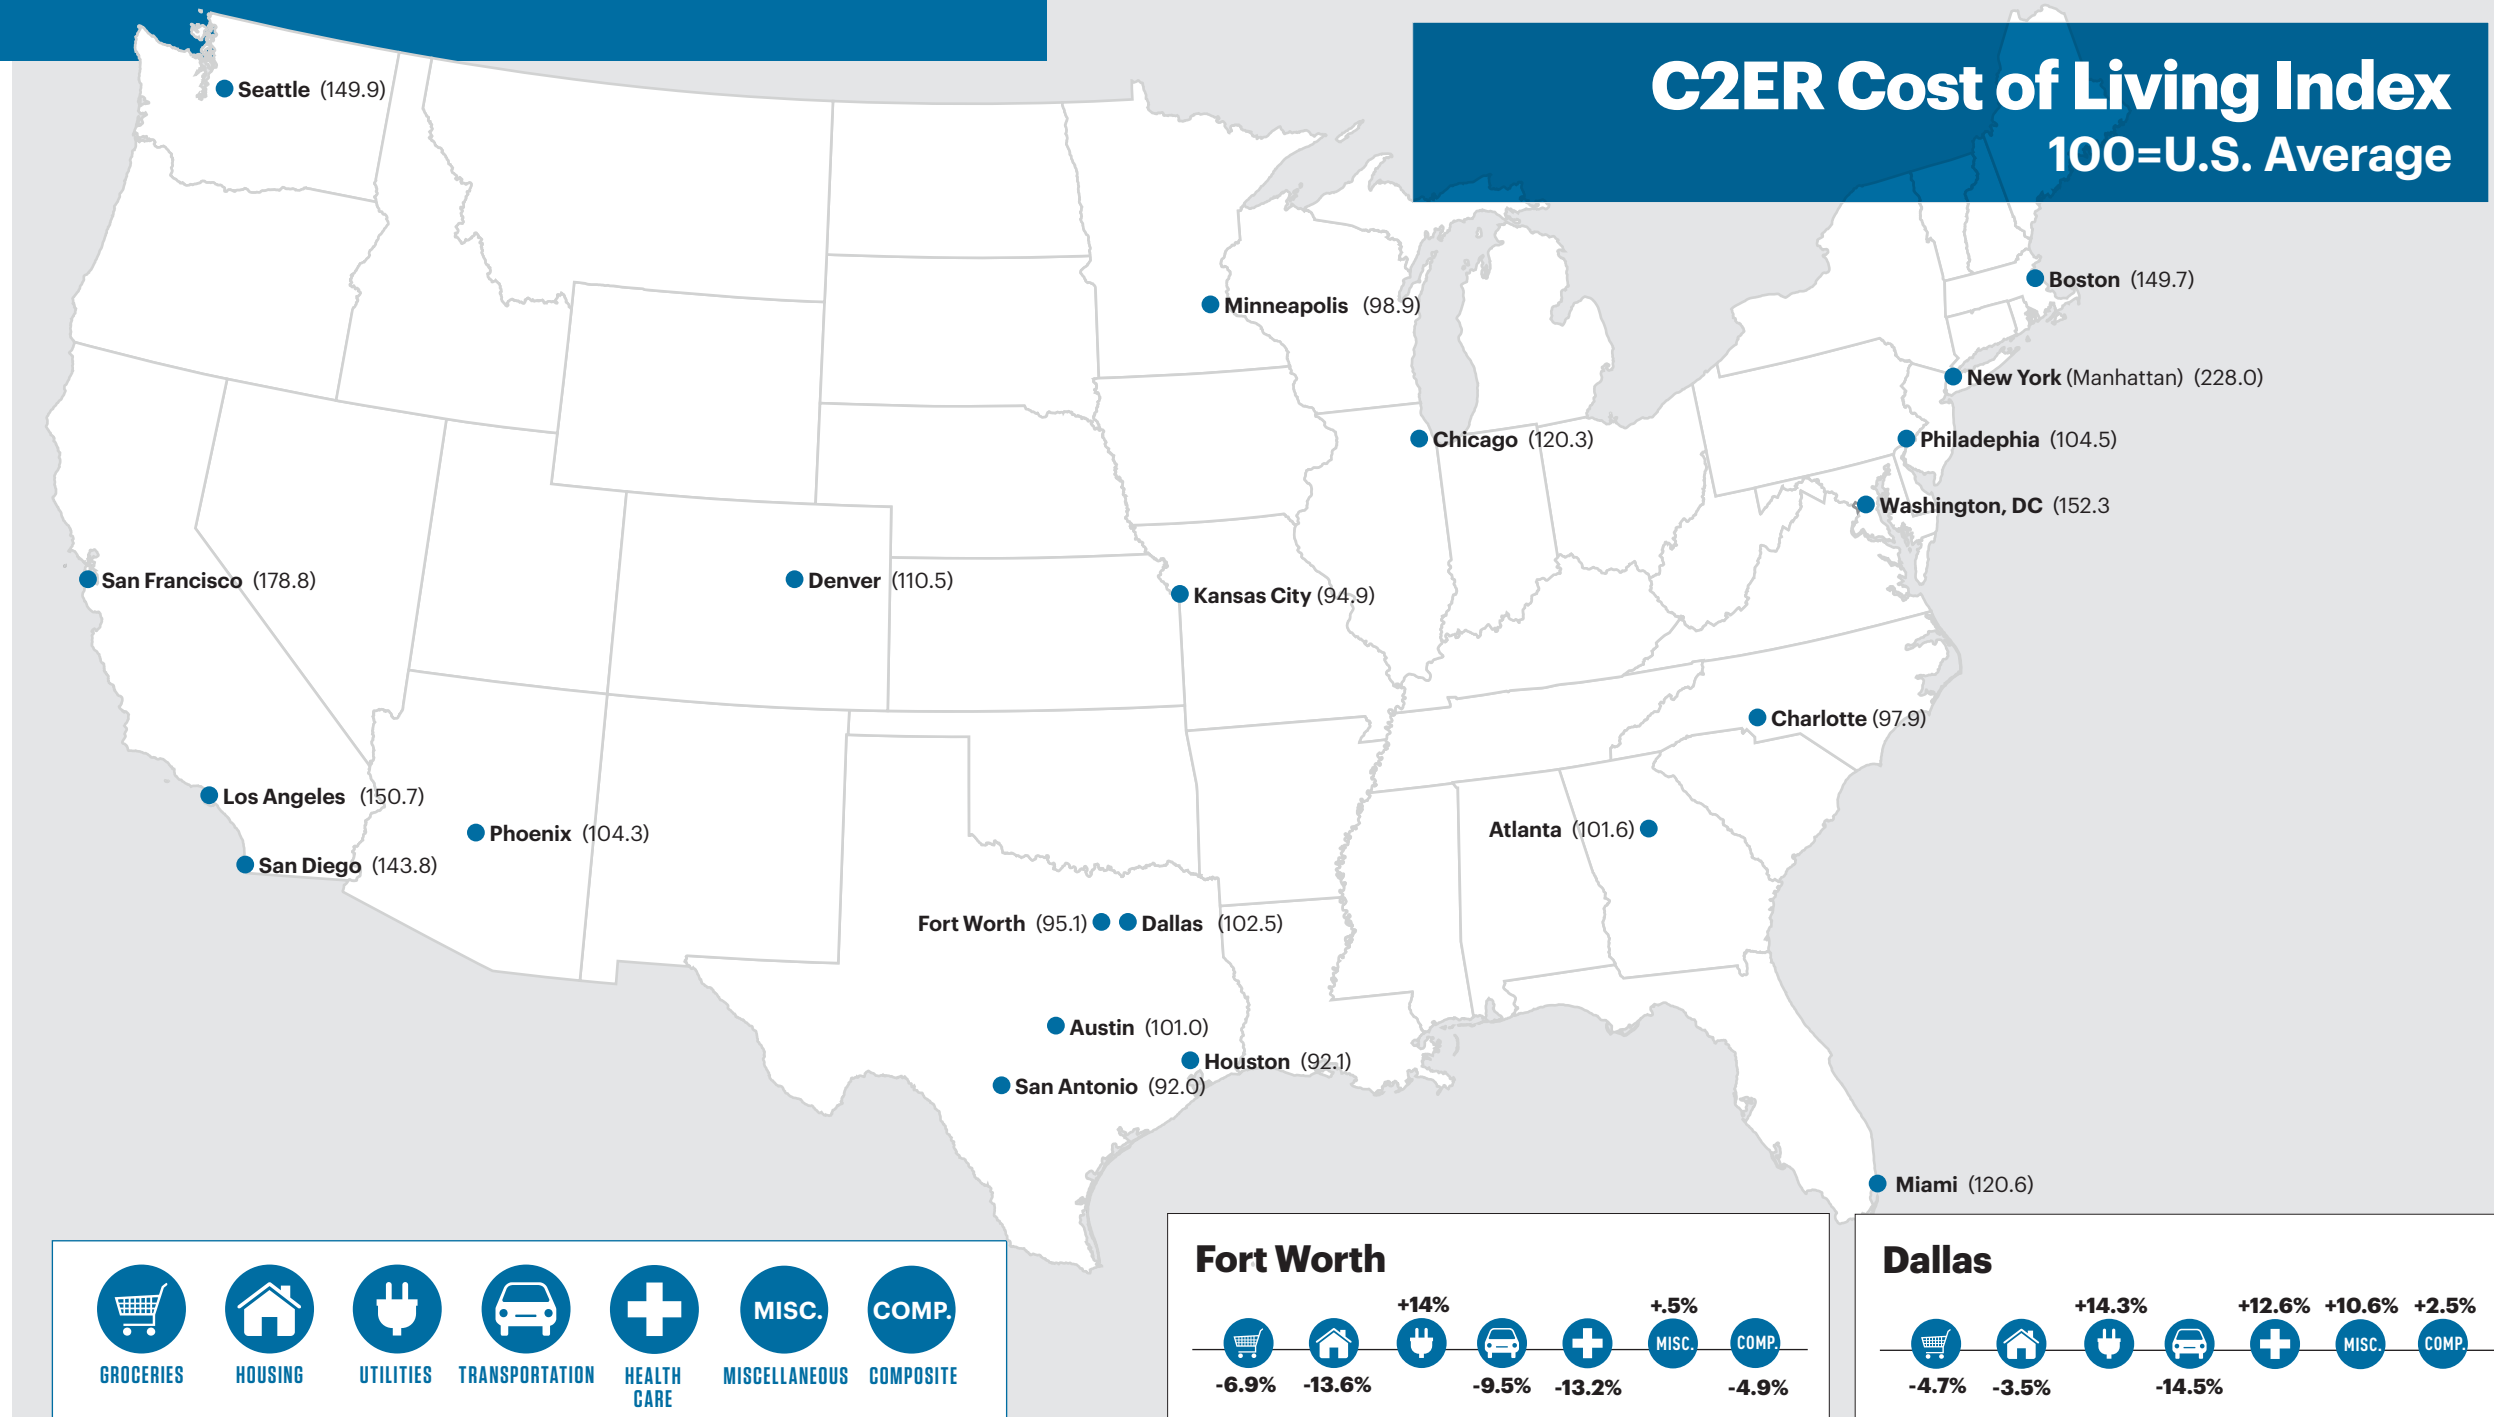 C2ER Cost of Living Index
100=U.S. Average
Seattle (149.9)
Boston (149.7)
Minneapolis (98.9)
New York (Manhattan) (228.0)
Chicago (120.3)
Philadephia (104.5)
Washington, DC (152.3
San Francisco (178.8)
Denver (110.5)
Kansas City (94.9)
Charlotte (97.9)
Los Angeles (150.7)
Phoenix (104.3)
Atlanta (101.6)
San Diego (143.8)
Fort Worth (95.1)
Dallas (102.5)
Austin (101.0)
Houston (92.1)
San Antonio (92.0)
Miami (120.6)
MISC.
COMP.
GROCERIES
HOUSING
UTILITIES
TRANSPORTATION
HEALTH
CARE
MISCELLANEOUS
COMPOSITE
Fort Worth
+14%
+.5%
MISC.
COMP.
-6.9%
-13.6%
-9.5%
-13.2%
-4.9%
Dallas
+14.3%
+12.6%
+10.6%
+2.5%
MISC.
COMP.
-4.7%
-3.5%
-14.5%